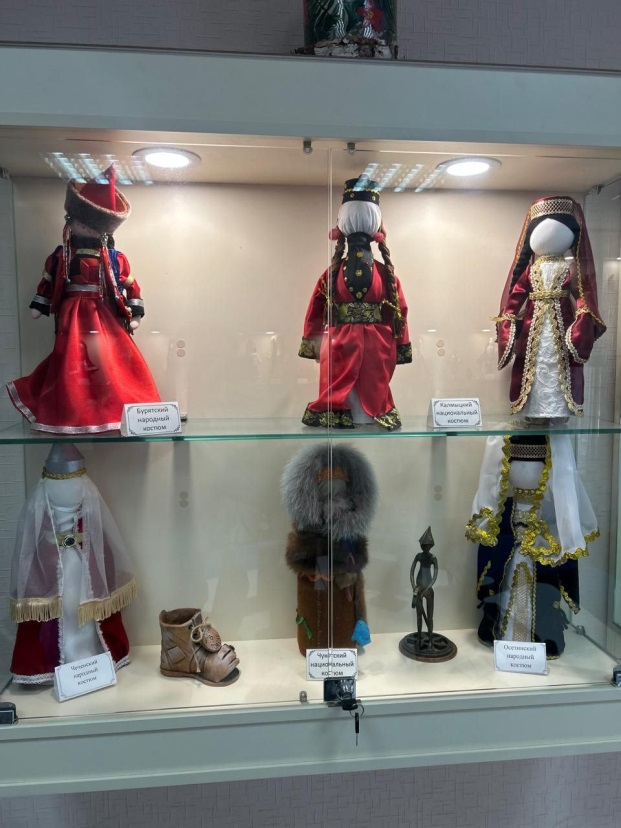 Бурятский
народный
костюм
Калмыцкий
национальный
костюм
Чеченский
народный
костюм
Чукотский
национальный
костюм
Осетинский
народный
костюм